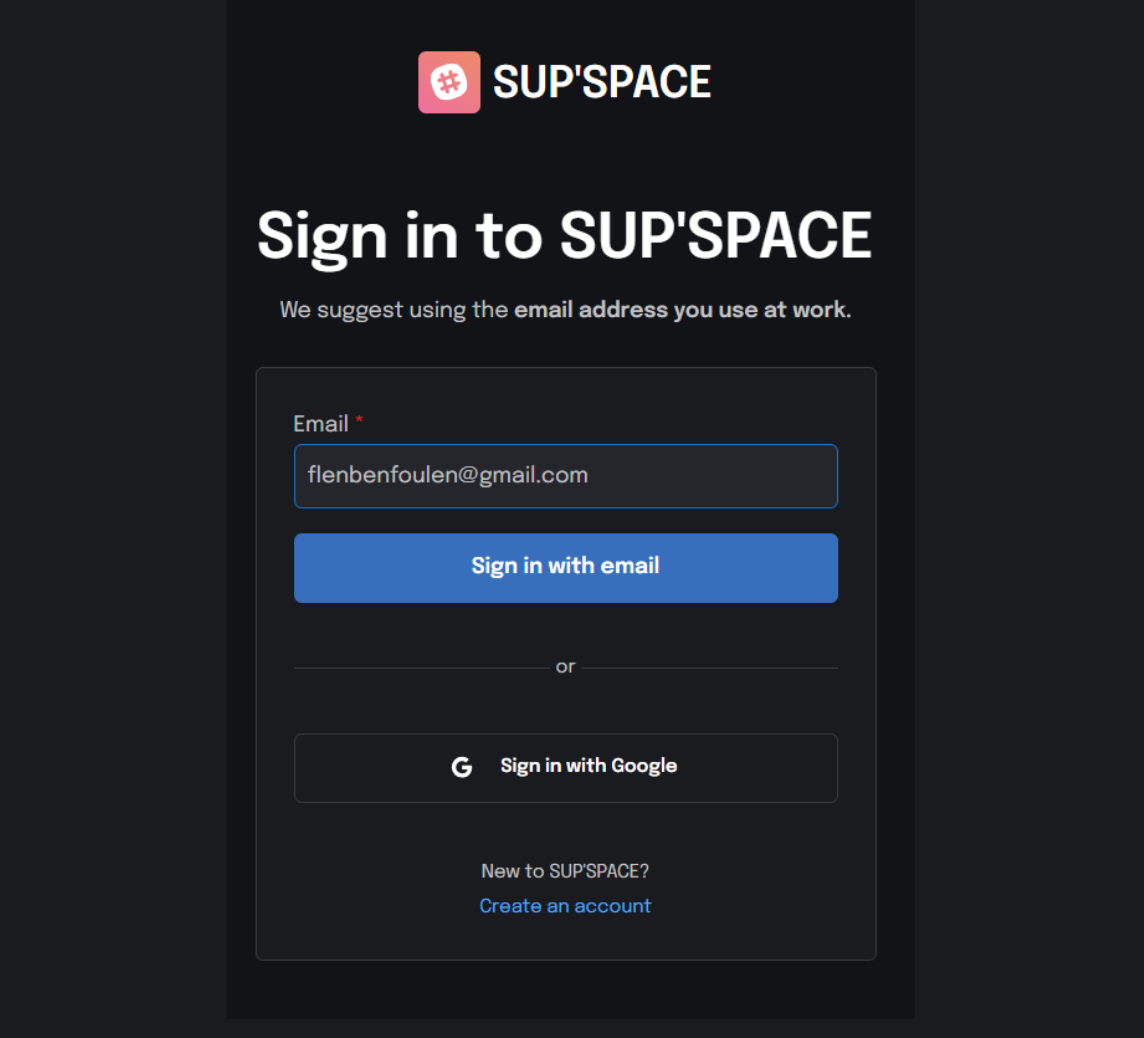 SUP'SPACE
Sign in to SUP'SPACE
We suggest using the email address you use at work.
Email *
flenbenfoulen@gmail.com
Sign in with email
or
Sign in with Google
New to SUP'SPACE?
Create an account